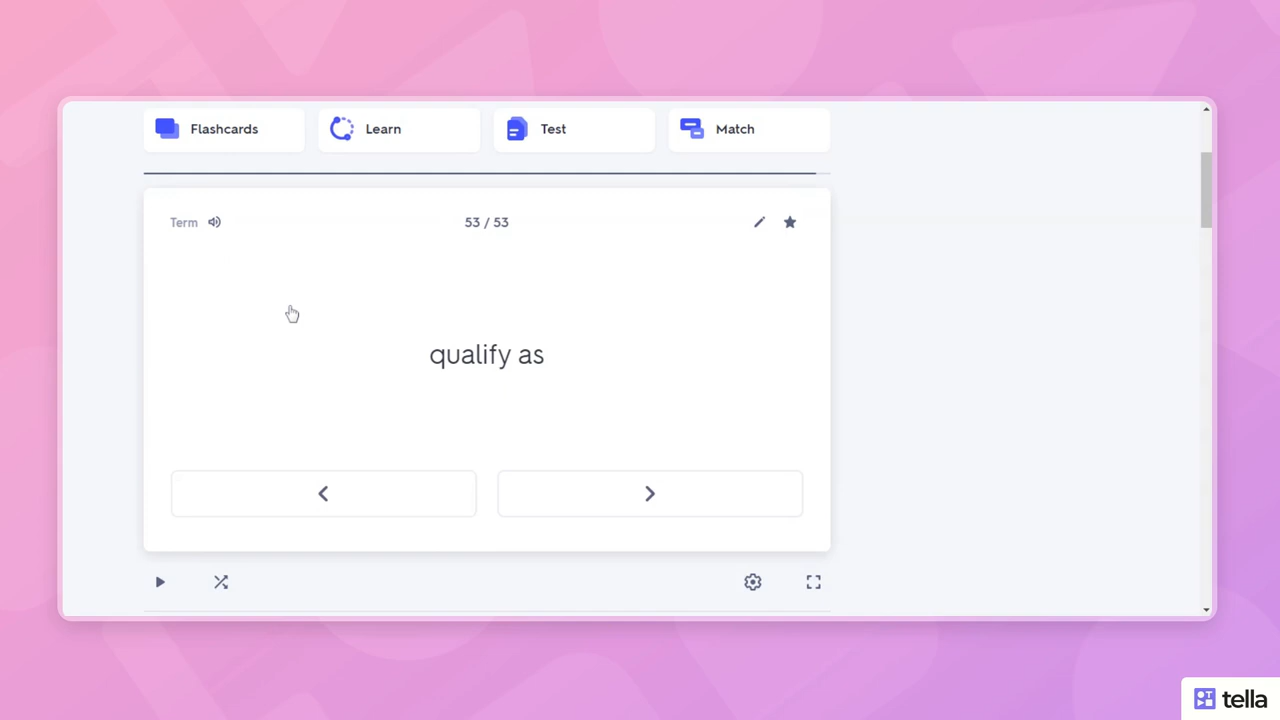 Flashcards
Learn
Test
Match
Term
53 / 53
qualify as
tella